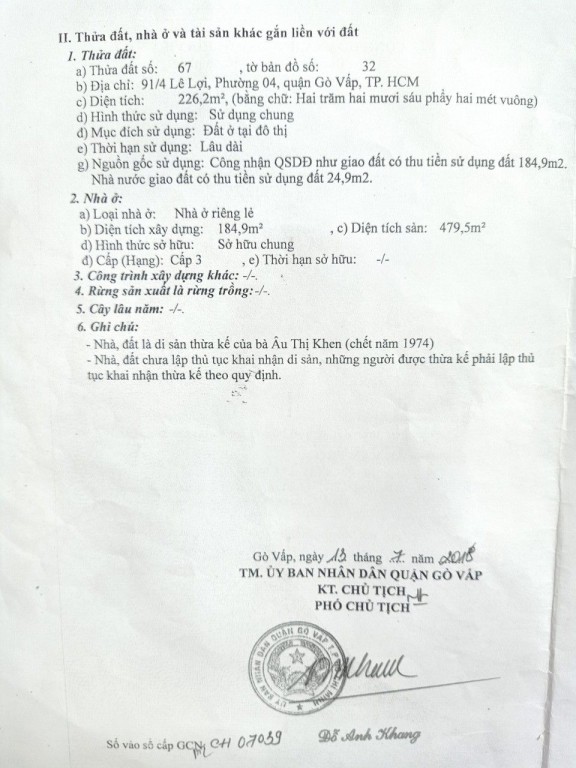 II. Thửa đất, nhà ở và tài sản khác gắn liền với đất
1. Thửa đất:
a) Thửa đất số: 67 , tờ bản đồ số: 32
b) Địa chỉ: 91/4 Lê Lợi, Phường 04, quận Gò Vấp, TP. HCM
c) Diện tích: 226,2m², (bằng chữ: Hai trăm hai mươi sáu phẩy hai mét vuông)
d) Hình thức sử dụng: Sử dụng chung
đ) Mục đích sử dụng: Đất ở tại đô thị
e) Thời hạn sử dụng: Lâu dài
g) Nguồn gốc sử dụng: Công nhận QSDĐ như giao đất có thu tiền sử dụng đất 184,9m2.
Nhà nước giao đất có thu tiền sử dụng đất 24,9m2.
2. Nhà ở:
a) Loại nhà ở: Nhà ở riêng lẻ
b) Diện tích xây dựng: 184,9m² , c) Diện tích sàn: 479,5m²
d) Hình thức sở hữu: Sở hữu chung
đ) Cấp (Hạng): Cấp 3 , e) Thời hạn sở hữu: -/-
3. Công trình xây dựng khác: -/-.
4. Rừng sản xuất là rừng trồng:-/-.
5. Cây lâu năm: -/-.
6. Ghi chú:
- Nhà, đất là di sản thừa kế của bà Âu Thị Khen (chết năm 1974)
- Nhà, đất chưa lập thủ tục khai nhận di sản, những người được thừa kế phải lập thủ
tục khai nhận thừa kế theo quy định.
Gò Vấp, ngày 13 tháng 7 năm 2018
TM. ỦY BAN NHÂN DÂN QUẬN GÒ VẤP
KT. CHỦ TỊCH
PHÓ CHỦ TỊCH
ỦY BAN NHÂN DÂN QUẬN GÒ VẤP T.P
Số vào sổ cấp GCN: CH 07039
Đỗ Anh Khang